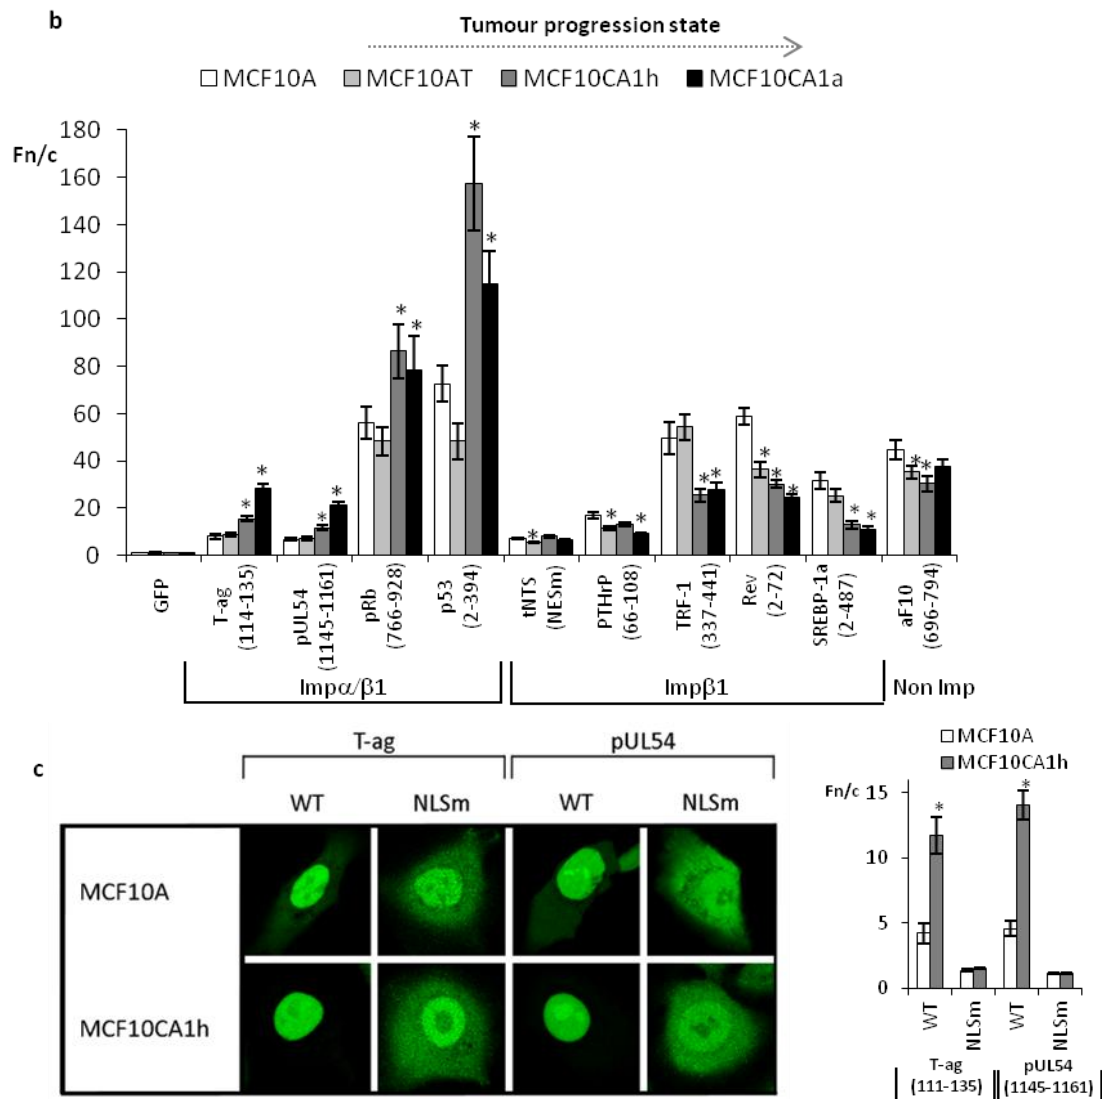 b
Tumour progression state
MCF10A MCF10AT MCF10CA1h MCF10CA1a
Fn/c
180
160
140
120
100
80
60
40
20
0
* * * * * * * * * * * * * * * * * * * * *
GFP
T-ag
(114-135)
pUL54
(1145-1161)
pRb
(766-928)
p53
(2-394)
tNTS
(NESm)
PTHrP
(66-108)
TRF-1
(337-441)
Rev
(2-72)
SREBP-1a
(2-487)
aF10
(696-794)
Impα/β1 Impβ1 Non Imp
c
T-ag pUL54
WT NLSm WT NLSm
MCF10A
MCF10CA1h
MCF10A
MCF10CA1h
Fn/c
15
10
5
0
* *
WT NLSm WT NLSm
T-ag
(111-135)
pUL54
(1145-1161)